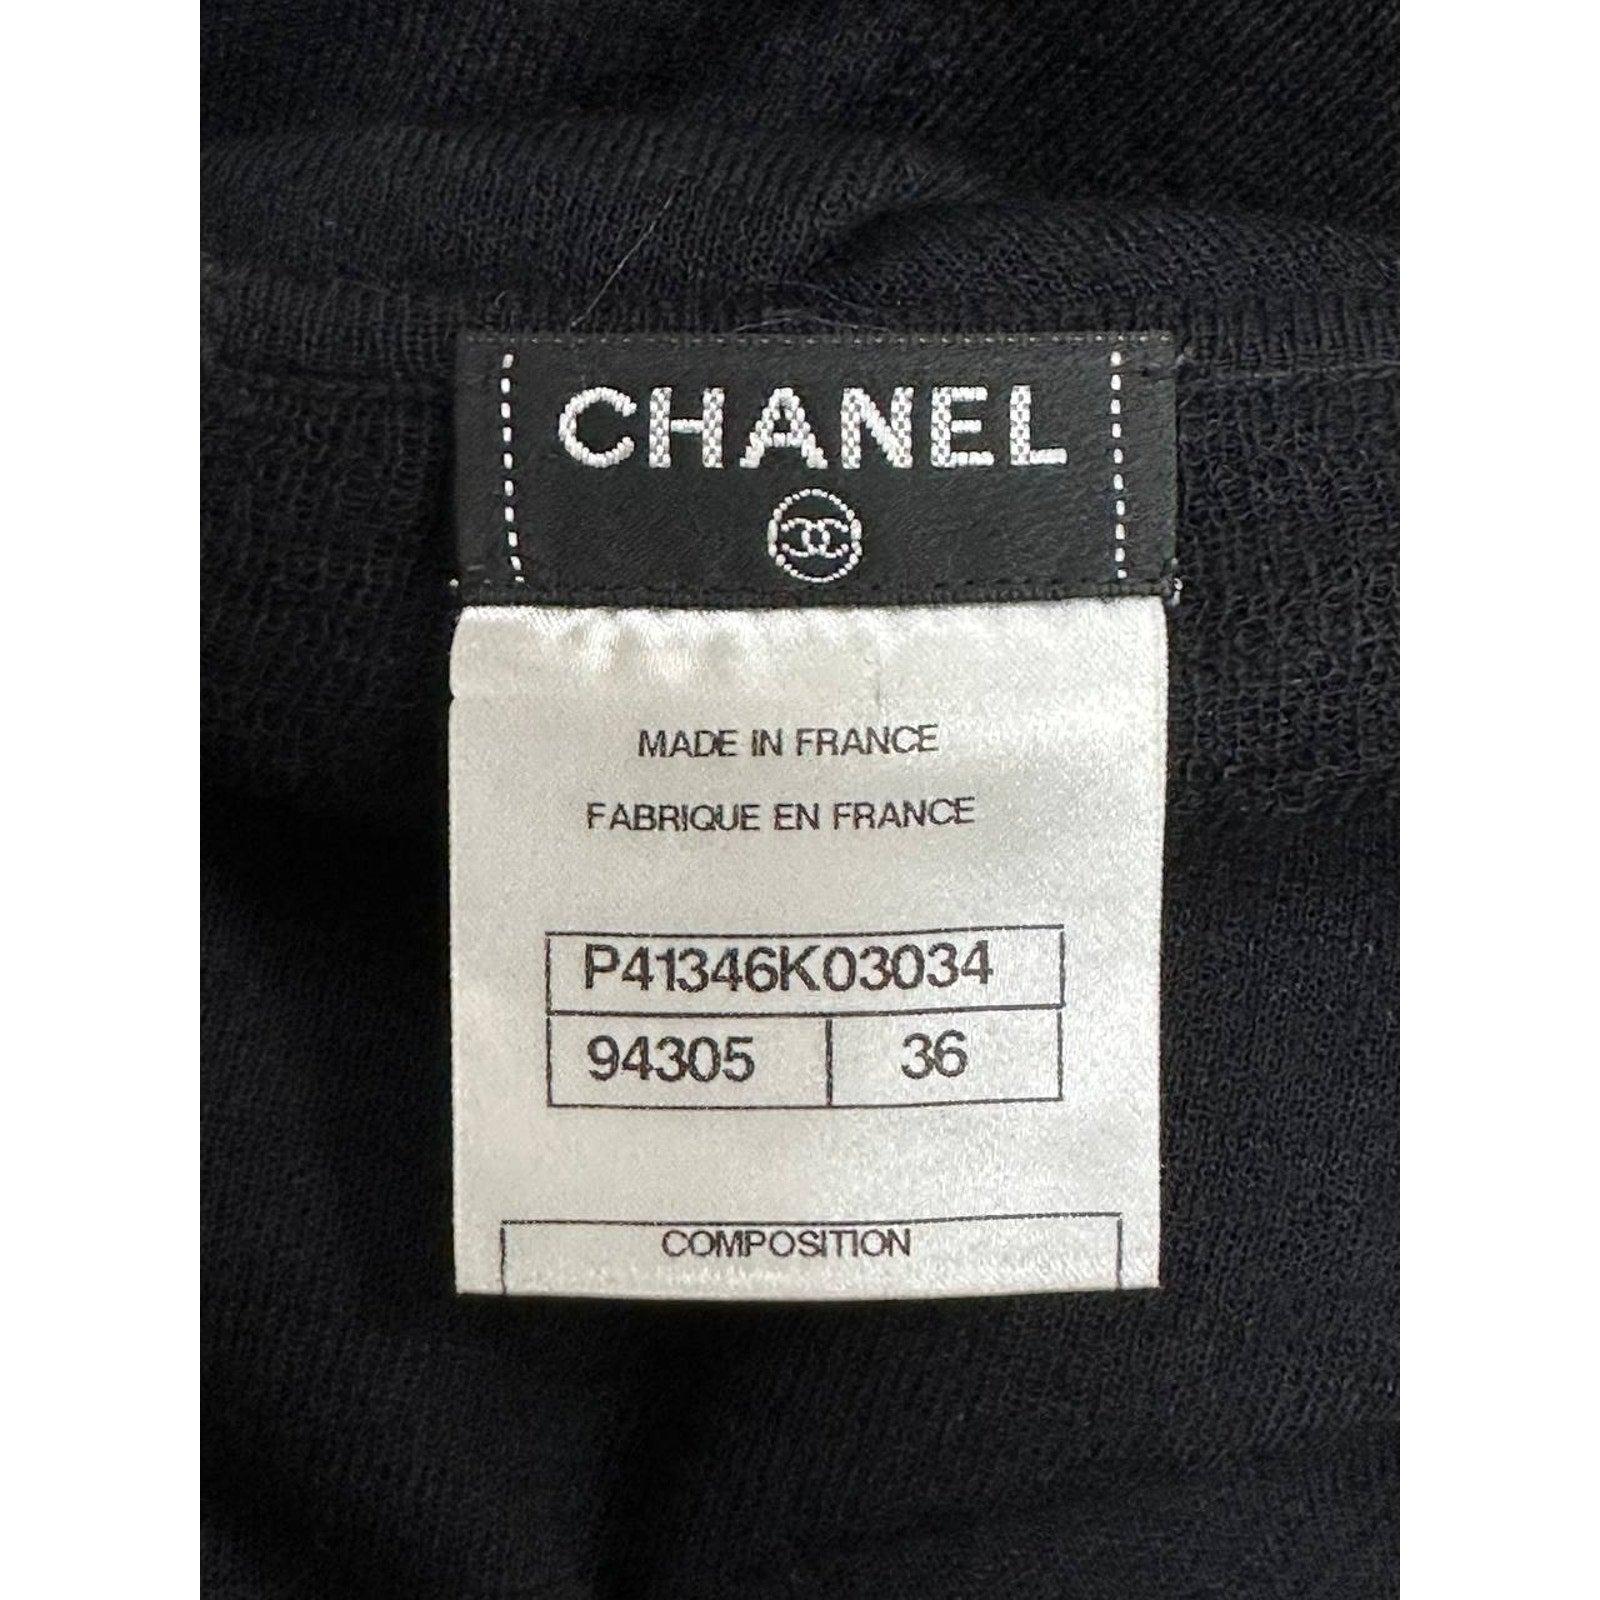 CHANEL
MADE IN FRANCE
FABRIQUE EN FRANCE
P41346K03034
94305 36
COMPOSITION